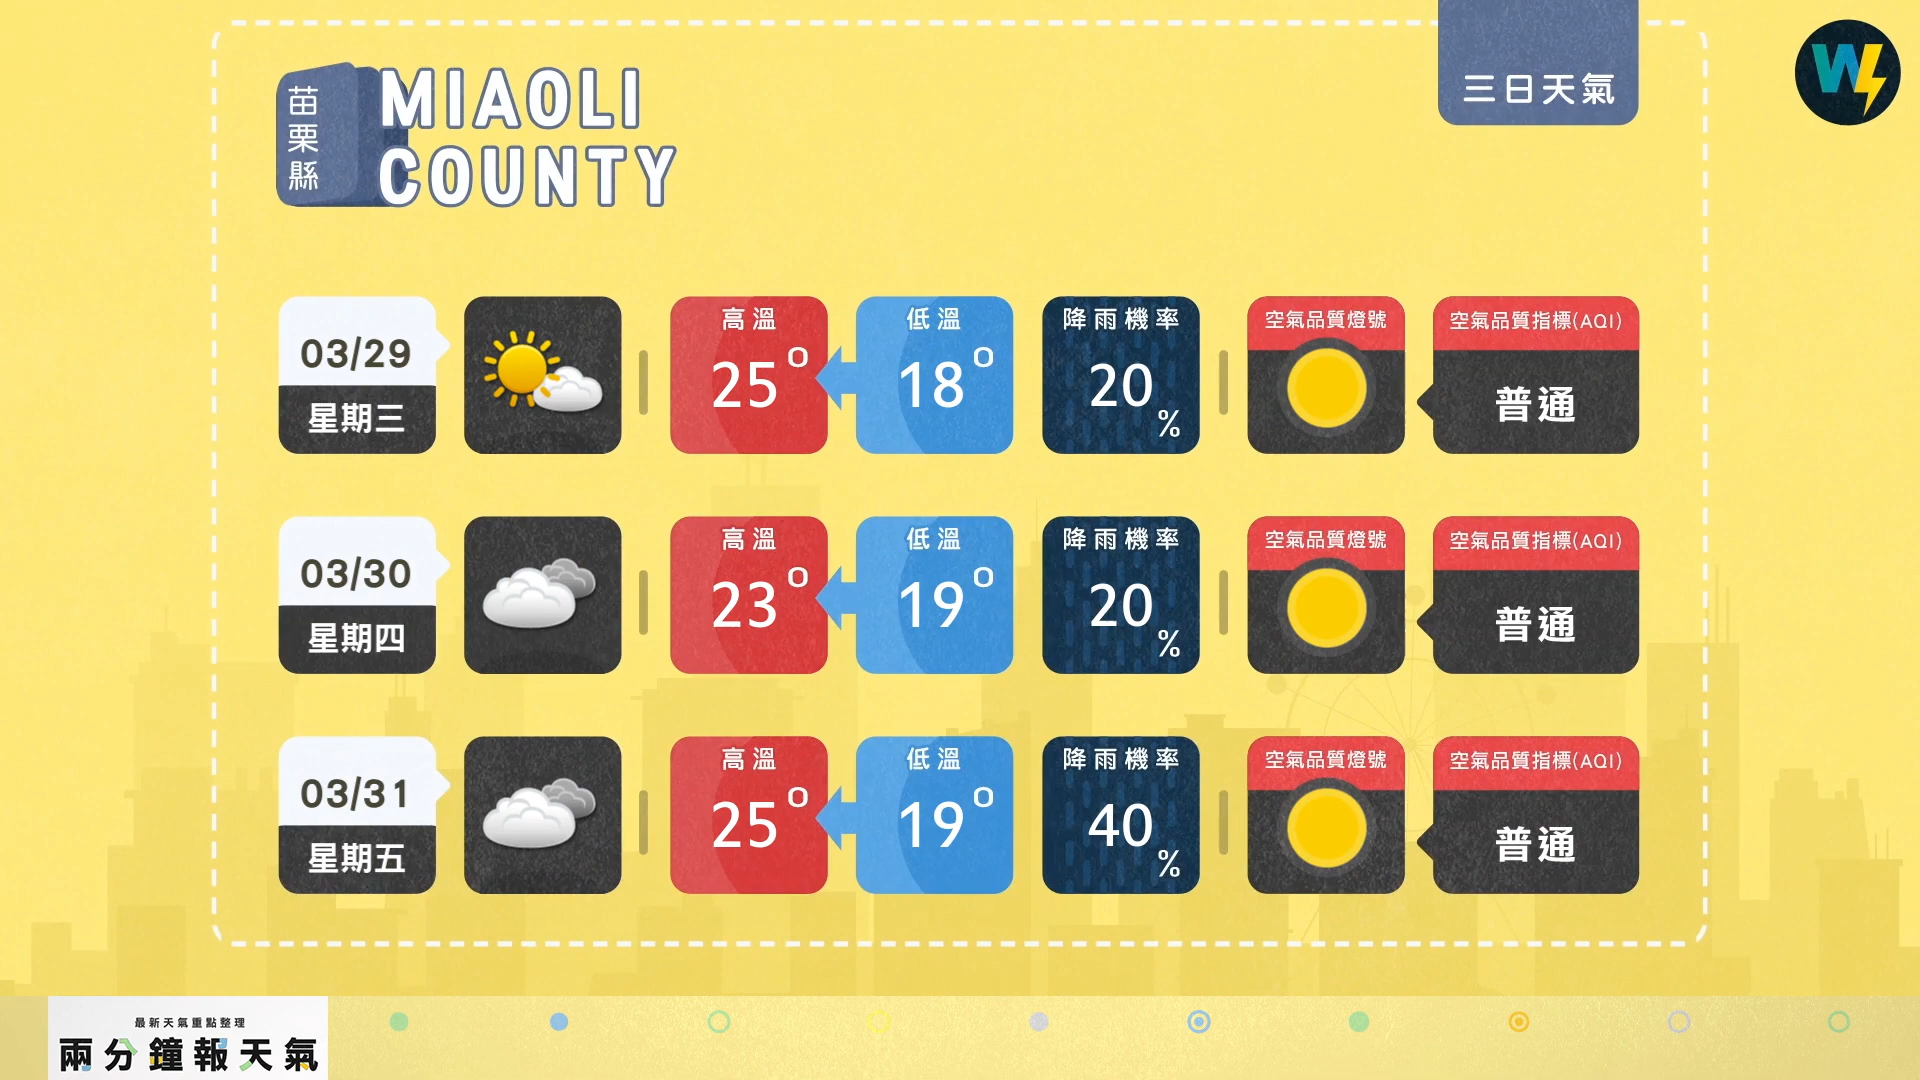 苗栗縣
MIAOLI
COUNTY
三日天氣
W
03/29
星期三
高溫
25°
低溫
18°
降雨機率
20%
空氣品質燈號
空氣品質指標(AQI)
普通
03/30
星期四
高溫
23°
低溫
19°
降雨機率
20%
空氣品質燈號
空氣品質指標(AQI)
普通
03/31
星期五
高溫
25°
低溫
19°
降雨機率
40%
空氣品質燈號
空氣品質指標(AQI)
普通
最新天氣重點整理
兩分鐘報天氣